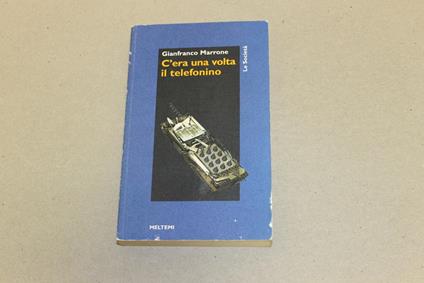 Gianfranco Marrone
C'era una volta
il telefonino
Le Società
MELTEMI